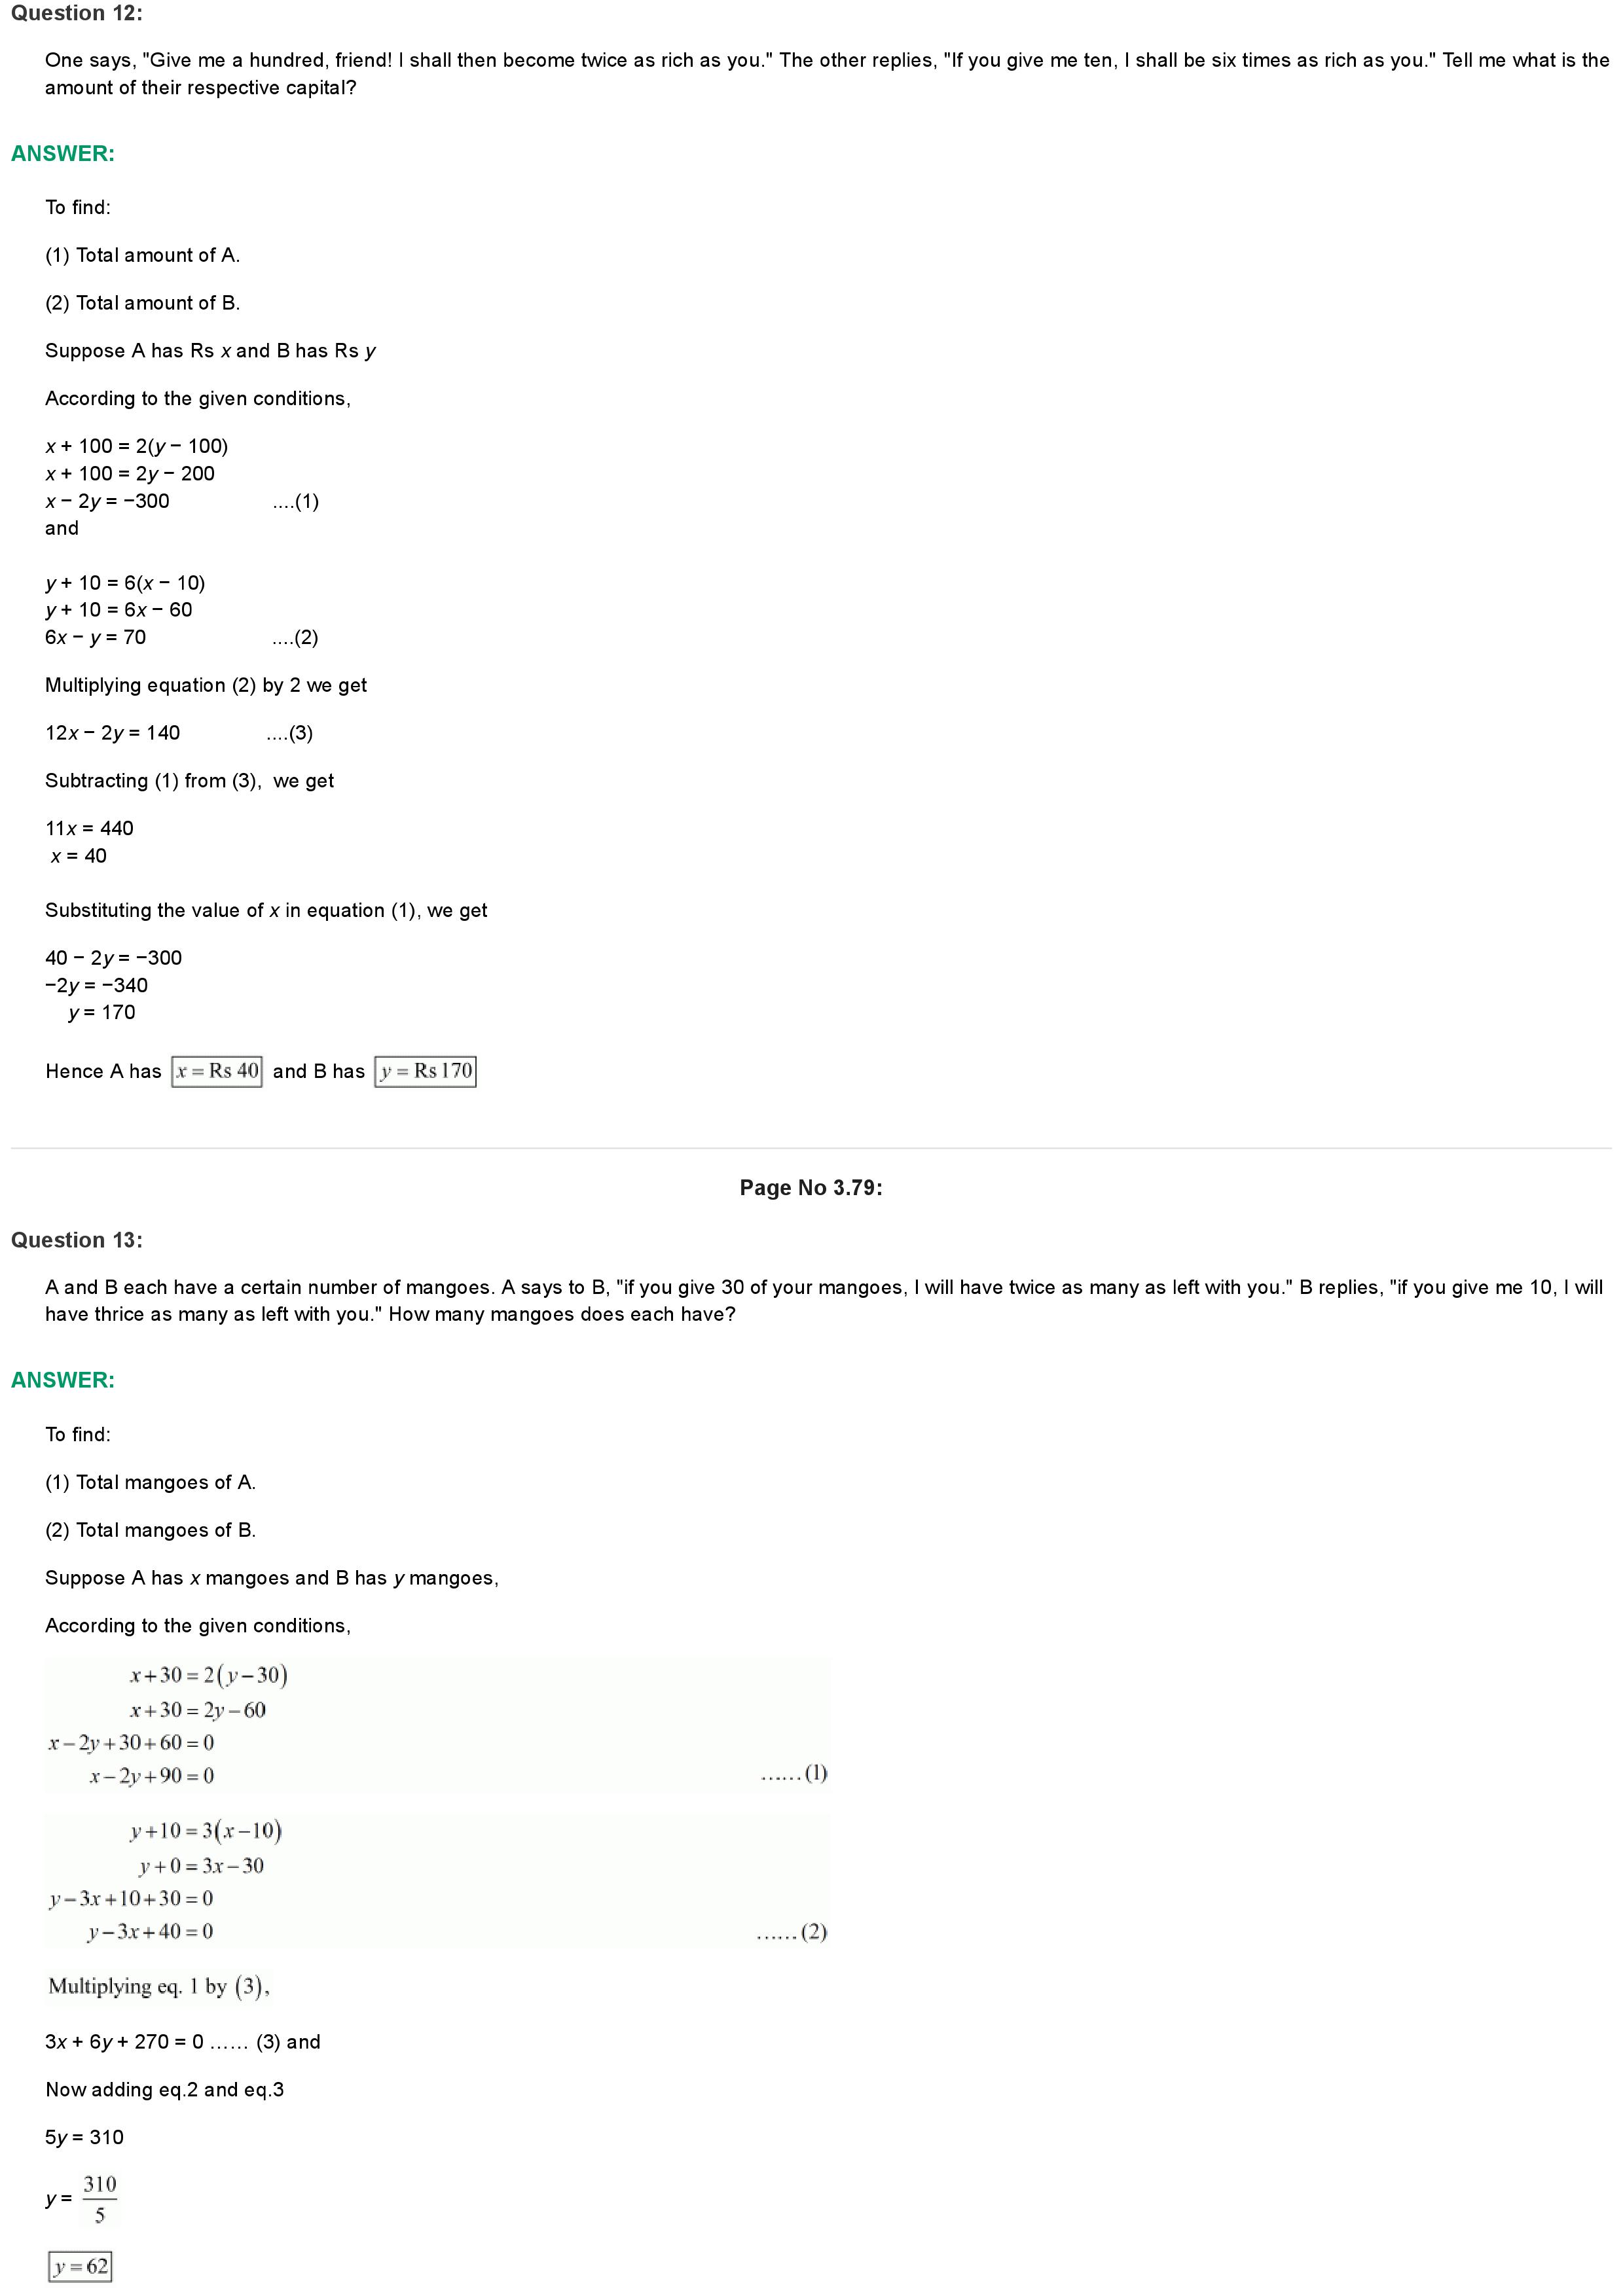 Question 12:
One says, "Give me a hundred, friend! I shall then become twice as rich as you." The other replies, "If you give me ten, I shall be six times as rich as you." Tell me what is the
amount of their respective capital?
ANSWER:
To find:
(1) Total amount of A.
(2) Total amount of B.
Suppose A has Rs x and B has Rs y
According to the given conditions,
x + 100 = 2(y − 100)
x + 100 = 2y − 200
x − 2y = −300 ....(1)
and
y + 10 = 6(x − 10)
y + 10 = 6x − 60
6x − y = 70 ....(2)
Multiplying equation (2) by 2 we get
12x − 2y = 140 ....(3)
Subtracting (1) from (3), we get
11x = 440
x = 40
Substituting the value of x in equation (1), we get
40 − 2y = −300
−2y = −340
y = 170
Hence A has x = Rs 40 and B has y = Rs 170
Page No 3.79:
Question 13:
A and B each have a certain number of mangoes. A says to B, "if you give 30 of your mangoes, I will have twice as many as left with you." B replies, "if you give me 10, I will
have thrice as many as left with you." How many mangoes does each have?
ANSWER:
To find:
(1) Total mangoes of A.
(2) Total mangoes of B.
Suppose A has x mangoes and B has y mangoes,
According to the given conditions,
x + 30 = 2(y − 30)
x + 30 = 2y − 60
x − 2y + 30 + 60 = 0
x − 2y + 90 = 0 ......(1)
y + 10 = 3(x − 10)
y + 0 = 3x − 30
y − 3x + 10 + 30 = 0
y − 3x + 40 = 0 ......(2)
Multiplying eq. 1 by (3),
3x + 6y + 270 = 0 ...... (3) and
Now adding eq.2 and eq.3
5y = 310
y = 310/5
y = 62